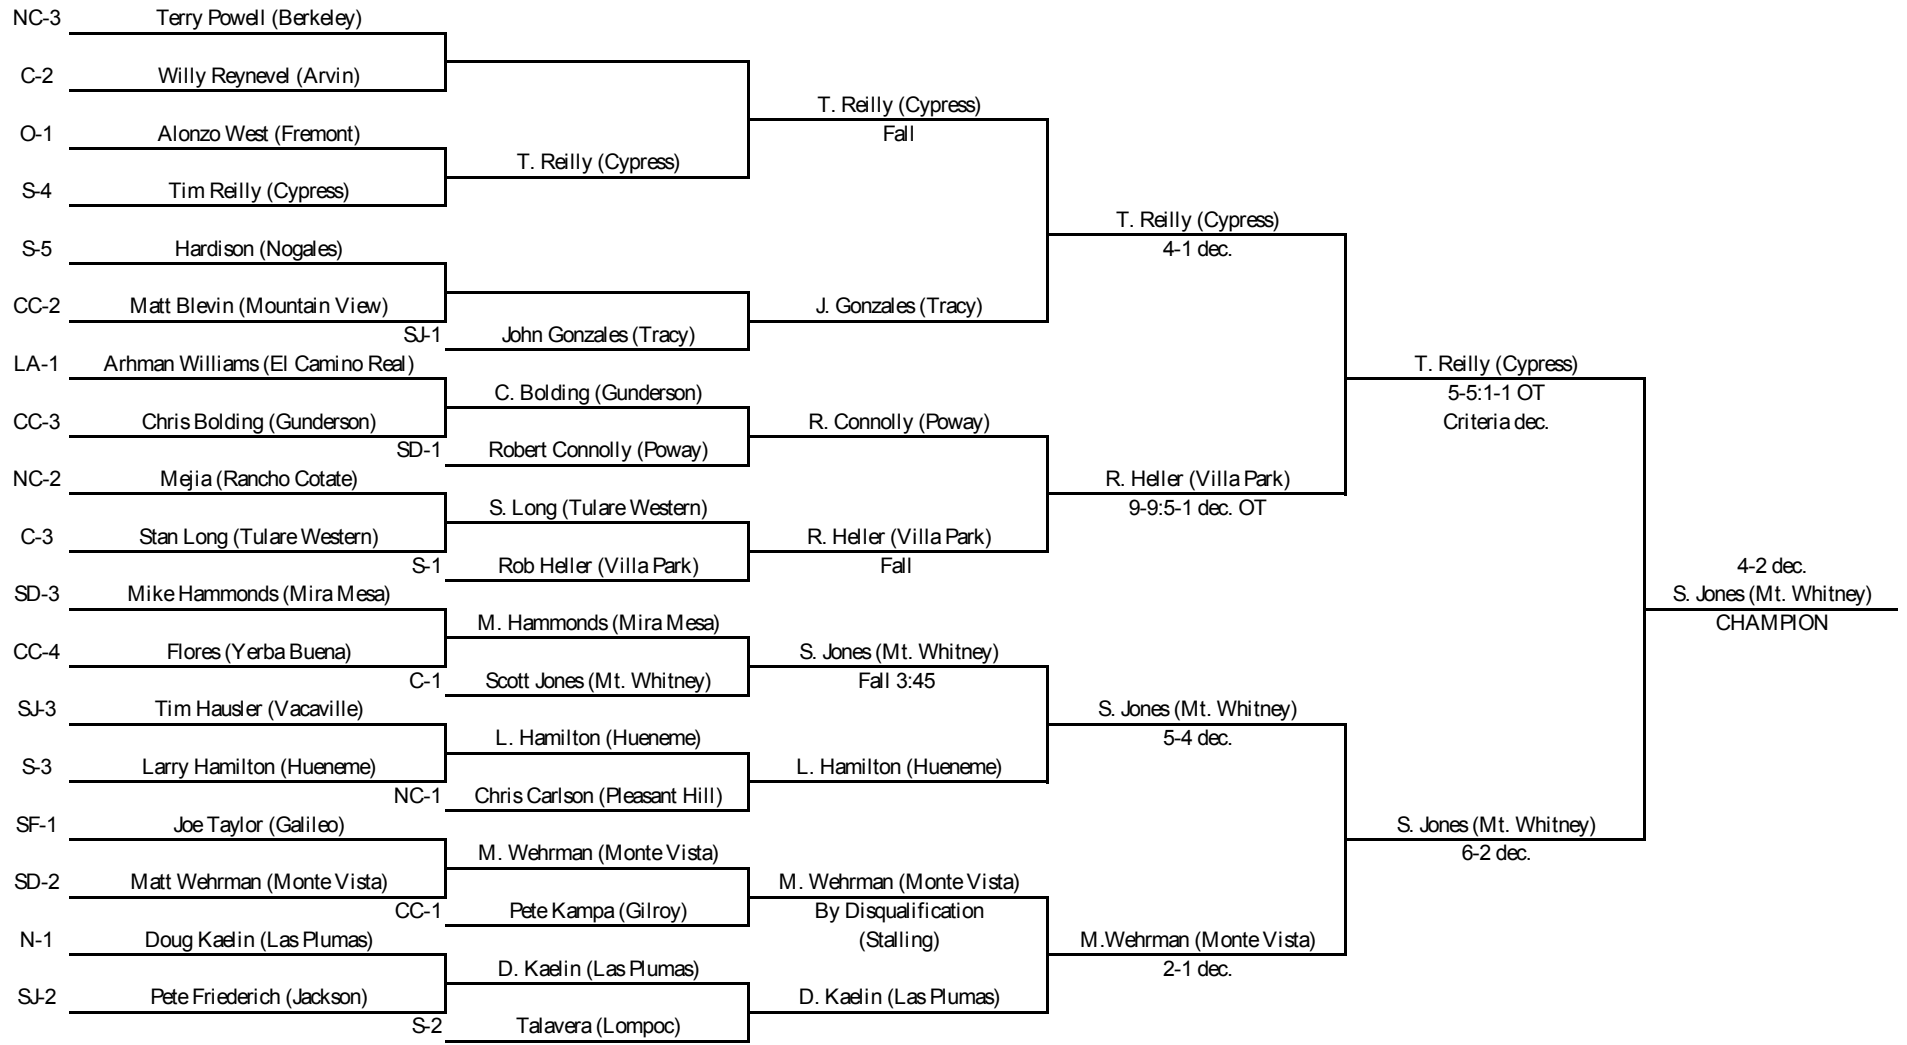 NC-3 Terry Powell (Berkeley)
C-2 Willy Reynevel (Arvin)
T. Reilly (Cypress)
O-1 Alonzo West (Fremont)
Fall
T. Reilly (Cypress)
S-4 Tim Reilly (Cypress)
T. Reilly (Cypress)
S-5 Hardison (Nogales)
4-1 dec.
CC-2 Matt Blevin (Mountain View)
J. Gonzales (Tracy)
SJ-1 John Gonzales (Tracy)
LA-1 Arhman Williams (El Camino Real)
T. Reilly (Cypress)
C. Bolding (Gunderson)
5-5:1-1 OT
CC-3 Chris Bolding (Gunderson)
R. Connolly (Poway)
Criteria dec.
SD-1 Robert Connolly (Poway)
NC-2 Mejia (Rancho Cotate)
R. Heller (Villa Park)
S. Long (Tulare Western)
9-9:5-1 dec. OT
C-3 Stan Long (Tulare Western)
R. Heller (Villa Park)
S-1 Rob Heller (Villa Park)
Fall
4-2 dec.
SD-3 Mike Hammonds (Mira Mesa)
S. Jones (Mt. Whitney)
M. Hammonds (Mira Mesa)
CHAMPION
CC-4 Flores (Yerba Buena)
S. Jones (Mt. Whitney)
C-1 Scott Jones (Mt. Whitney)
Fall 3:45
SJ-3 Tim Hausler (Vacaville)
S. Jones (Mt. Whitney)
L. Hamilton (Hueneme)
5-4 dec.
S-3 Larry Hamilton (Hueneme)
L. Hamilton (Hueneme)
NC-1 Chris Carlson (Pleasant Hill)
SF-1 Joe Taylor (Galileo)
S. Jones (Mt. Whitney)
M. Wehrman (Monte Vista)
6-2 dec.
SD-2 Matt Wehrman (Monte Vista)
M. Wehrman (Monte Vista)
CC-1 Pete Kampa (Gilroy)
By Disqualification
N-1 Doug Kaelin (Las Plumas)
(Stalling)
M.Wehrman (Monte Vista)
D. Kaelin (Las Plumas)
2-1 dec.
SJ-2 Pete Friederich (Jackson)
D. Kaelin (Las Plumas)
S-2 Talavera (Lompoc)